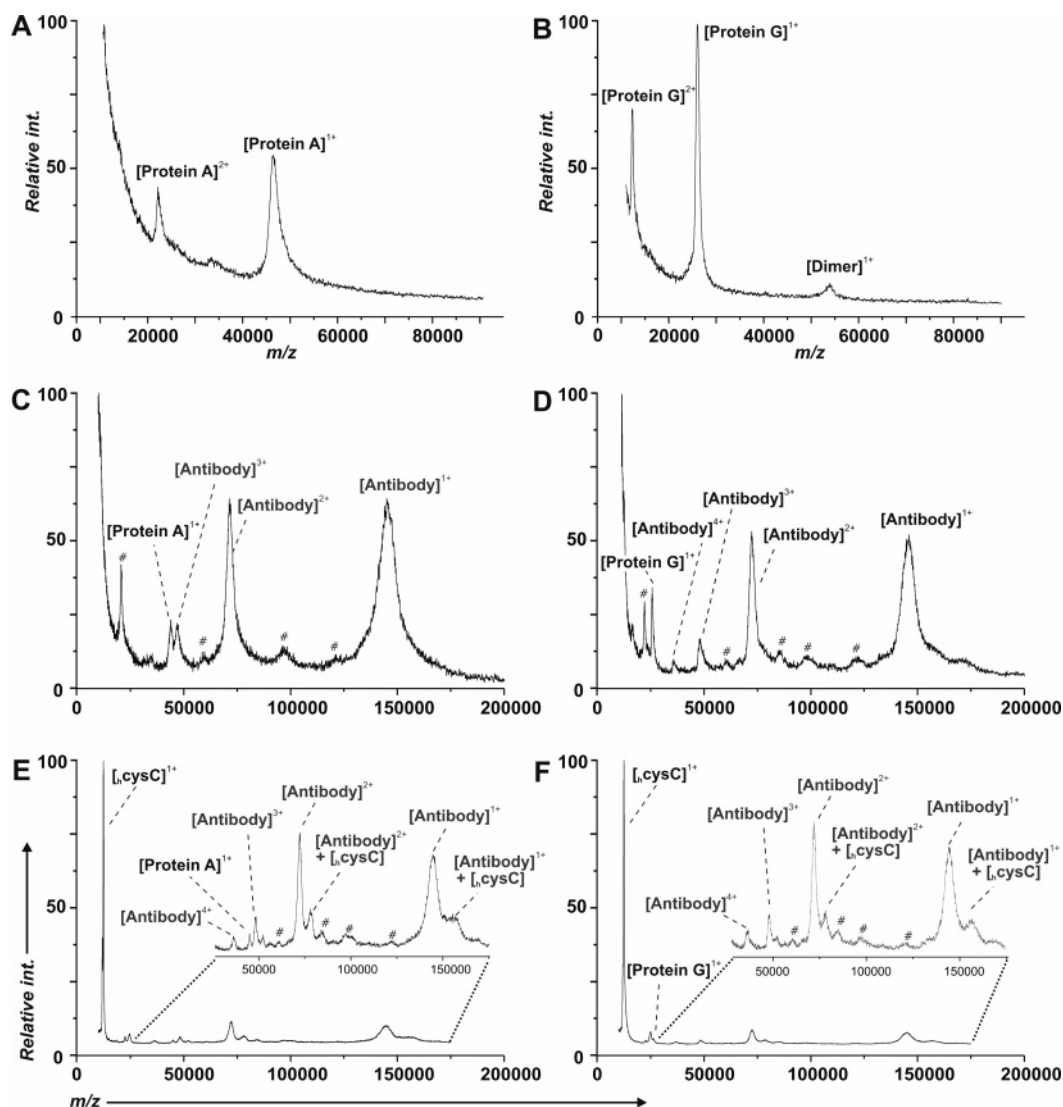 A
100
50
0
Relative int.
[Protein A]2+
[Protein A]1+
0 20000 40000 60000 80000
m/z
B
100
50
0
Relative int.
[Protein G]1+
[Protein G]2+
[Dimer]1+
0 20000 40000 60000 80000
m/z
C
100
50
0
[Antibody]3+
[Antibody]1+
[Antibody]2+
[Protein A]1+
# # # #
0 50000 100000 150000 200000
D
100
50
0
[Antibody]3+
[Antibody]1+
[Antibody]4+
[Antibody]2+
[Protein G]1+
# # # # #
0 50000 100000 150000 200000
E
100
50
0
Relative int.
[hcysC]1+
[Antibody]2+
[Antibody]3+
[Antibody]1+
[Antibody]2+
+ [hcysC]
[Protein A]1+
[Antibody]1+
+ [hcysC]
[Antibody]4+
# # # #
50000 100000 150000
0 50000 100000 150000 200000
F
100
50
0
[hcysC]1+
[Antibody]2+
[Antibody]3+
[Antibody]1+
[Antibody]2+
+ [hcysC]
[Antibody]1+
+ [hcysC]
[Antibody]4+
# # # #
50000 100000 150000
[Protein G]1+
0 50000 100000 150000 200000
m/z